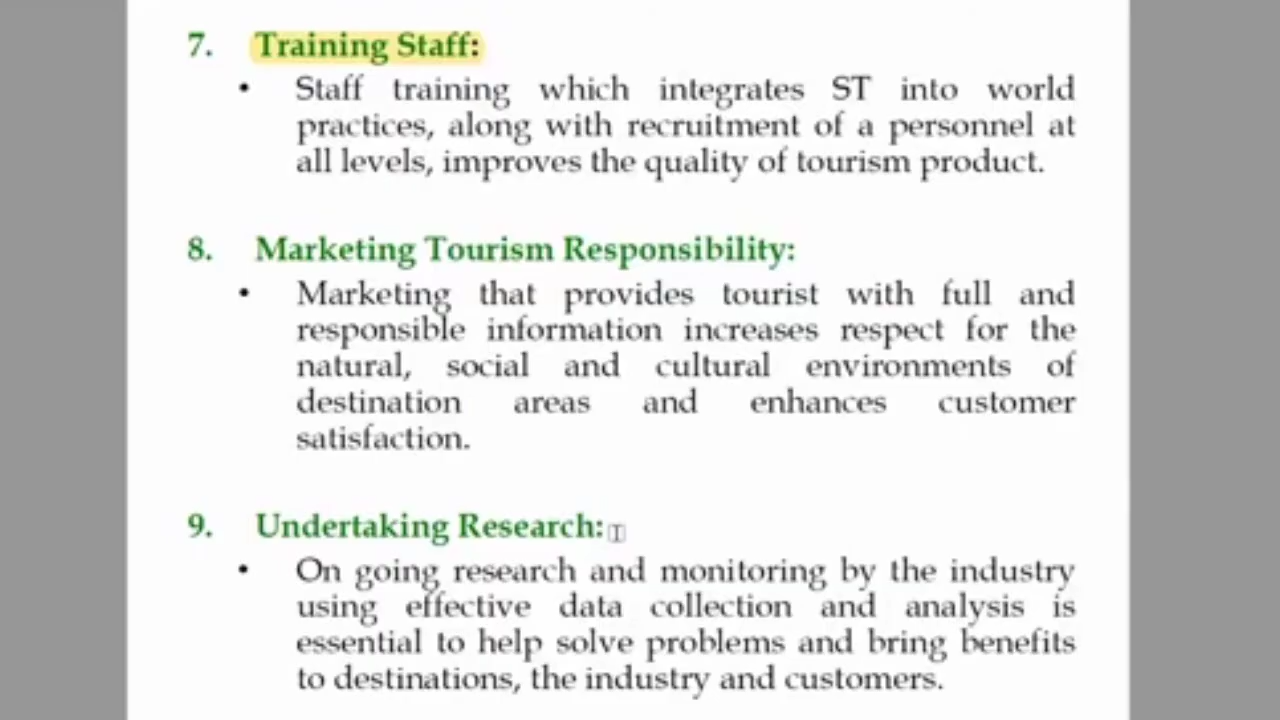 7. Training Staff:
• Staff training which integrates ST into world
practices, along with recruitment of a personnel at
all levels, improves the quality of tourism product.
8. Marketing Tourism Responsibility:
• Marketing that provides tourist with full and
responsible information increases respect for the
natural, social and cultural environments of
destination areas and enhances customer
satisfaction.
9. Undertaking Research:
• On going research and monitoring by the industry
using effective data collection and analysis is
essential to help solve problems and bring benefits
to destinations, the industry and customers.